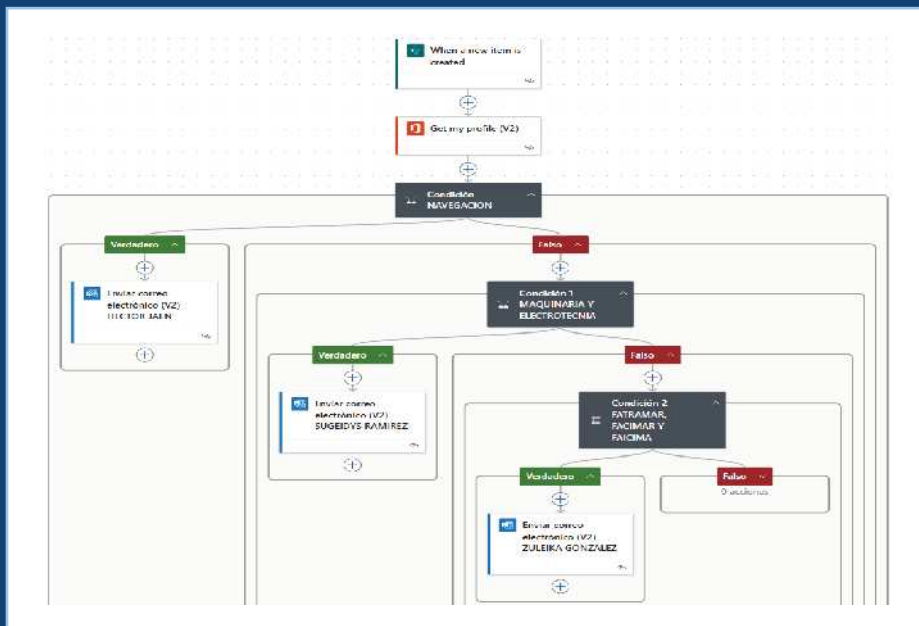 When a new item is
created
Get my profile (V2)
Condición
NAVEGACION
Verdadero
Falso
Enviar correo
electrónico (V2)
HECTOR JAEN
Condición 1
MAQUINARIA Y
ELECTROTECNIA
Verdadero
Falso
Enviar correo
electrónico (V2)
SUGEIDYS RAMIREZ
Condición 2
FATRAMAR,
FACIMAR Y
FAICIMA
Verdadero
Falso
0 acciones
Enviar correo
electrónico (V2)
ZULEIKA GONZALEZ